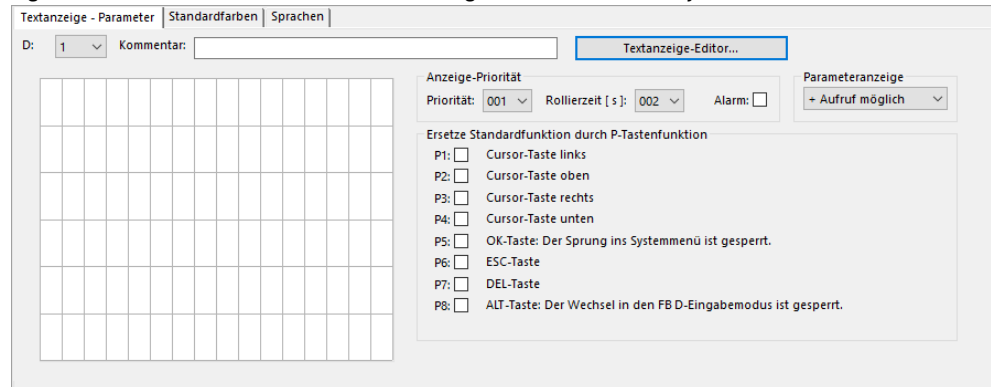 Textanzeige - Parameter Standardfarben Sprachen
D: 1 Kommentar: Textanzeige-Editor...
Anzeige-Priorität
Priorität: 001 Rollierzeit [ s ]: 002 Alarm:
Parameteranzeige
+ Aufruf möglich
Ersetze Standardfunktion durch P-Tastenfunktion
P1: Cursor-Taste links
P2: Cursor-Taste oben
P3: Cursor-Taste rechts
P4: Cursor-Taste unten
P5: OK-Taste: Der Sprung ins Systemmenü ist gesperrt.
P6: ESC-Taste
P7: DEL-Taste
P8: ALT-Taste: Der Wechsel in den FB D-Eingabemodus ist gesperrt.